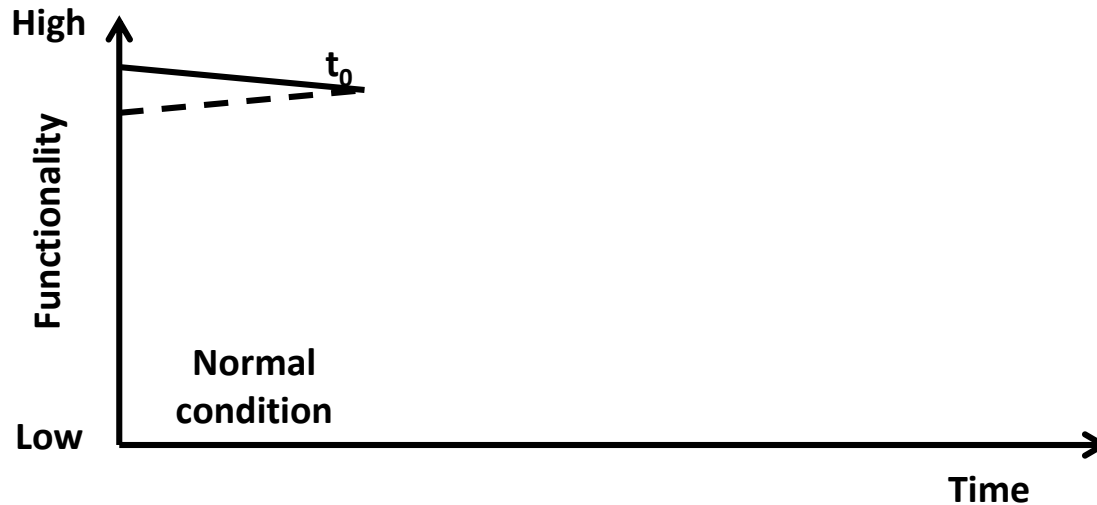 High
t₀
Functionality
Normal
condition
Low
Time